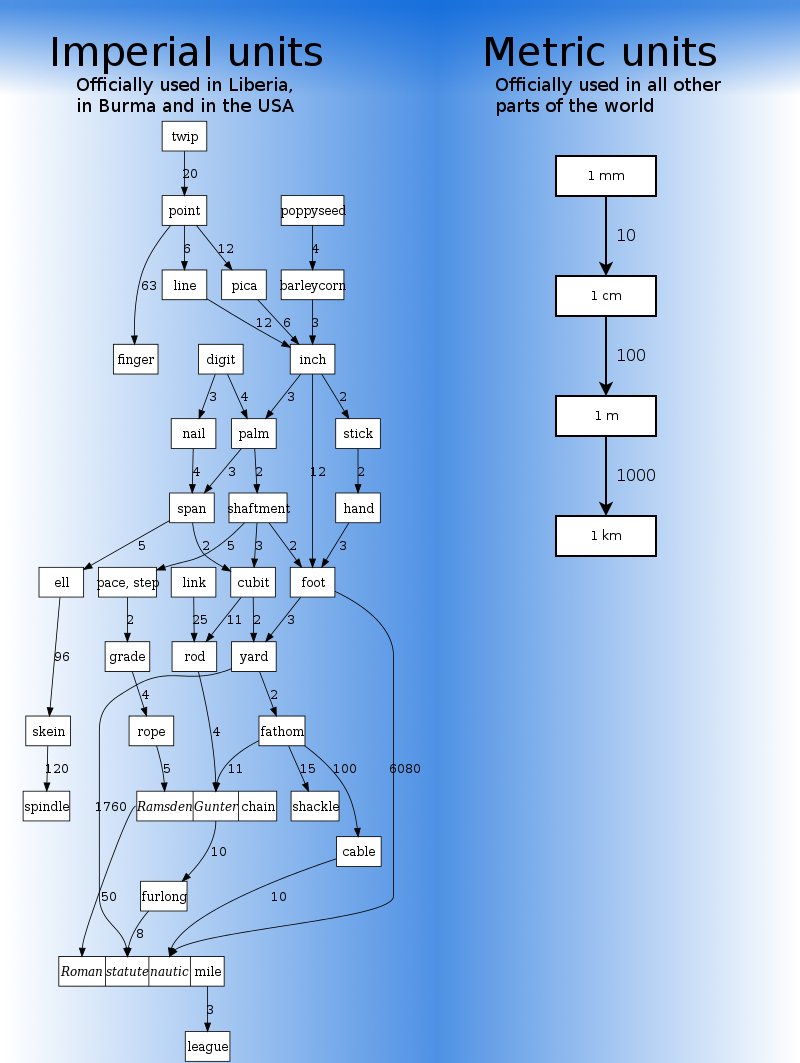 Imperial units
Officially used in Liberia,
in Burma and in the USA
Metric units
Officially used in all other
parts of the world
twip
20
point
poppyseed
6
12
4
63
line
pica
barleycorn
12
6
3
finger
digit
inch
3
4
3
2
nail
palm
stick
4
3
2
12
2
span
shaftment
hand
5
2
5
3
2
3
ell
pace, step
link
cubit
foot
2
25
11
2
3
96
grade
rod
yard
4
2
skein
rope
fathom
120
5
4
11
15
100
6080
spindle
1760
Ramsden
Gunter
chain
shackle
10
cable
50
furlong
10
8
Roman
statute
nautic
mile
3
league
1 mm
10
1 cm
100
1 m
1000
1 km